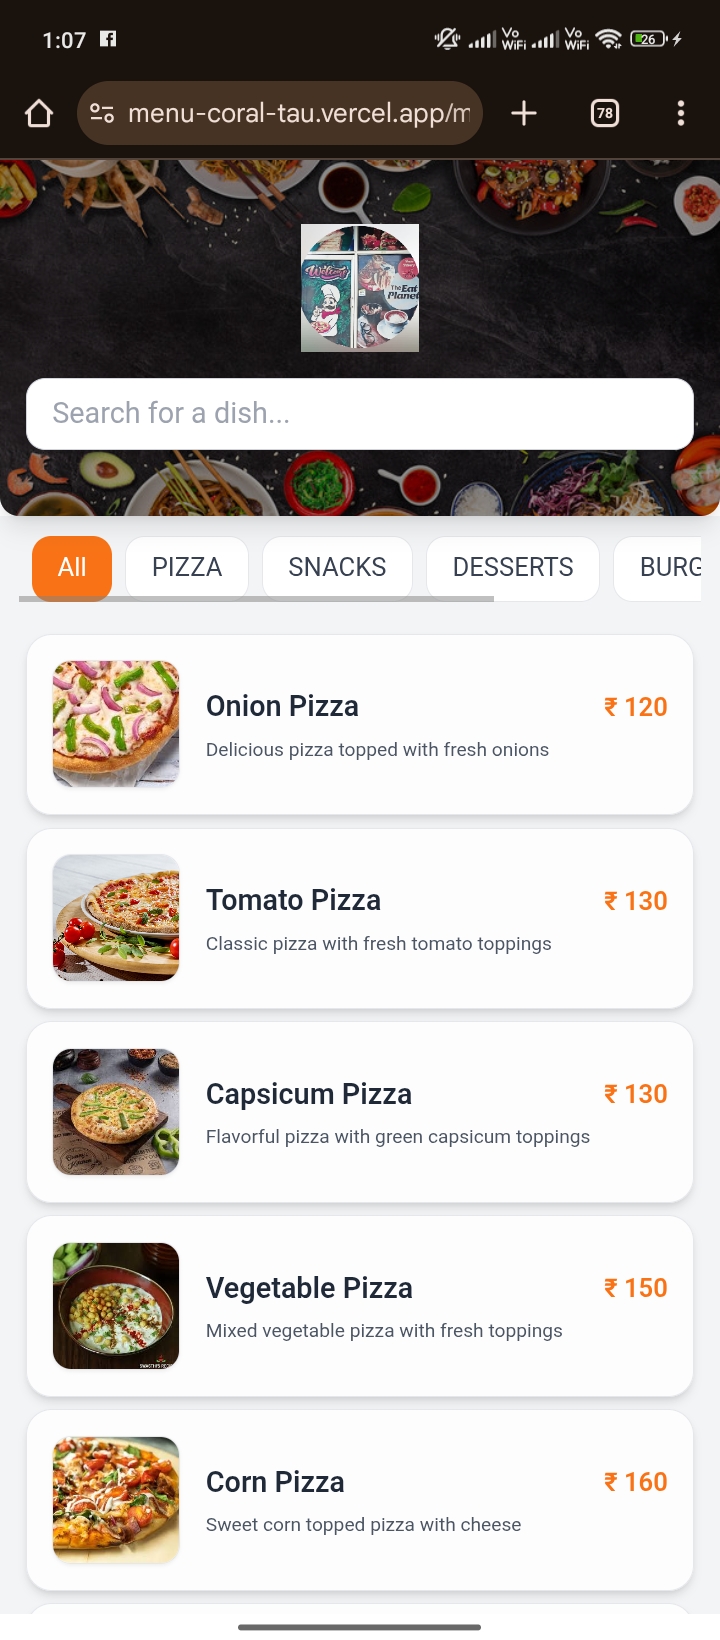 1:07
Vo
WiFi
Vo
WiFi
26
menu-coral-tau.vercel.app/m
78
Welcome
The Eat
Planet
Search for a dish...
All
PIZZA
SNACKS
DESSERTS
BURG
Onion Pizza
₹ 120
Delicious pizza topped with fresh onions
Tomato Pizza
₹ 130
Classic pizza with fresh tomato toppings
Capsicum Pizza
₹ 130
Flavorful pizza with green capsicum toppings
Vegetable Pizza
₹ 150
Mixed vegetable pizza with fresh toppings
Corn Pizza
₹ 160
Sweet corn topped pizza with cheese